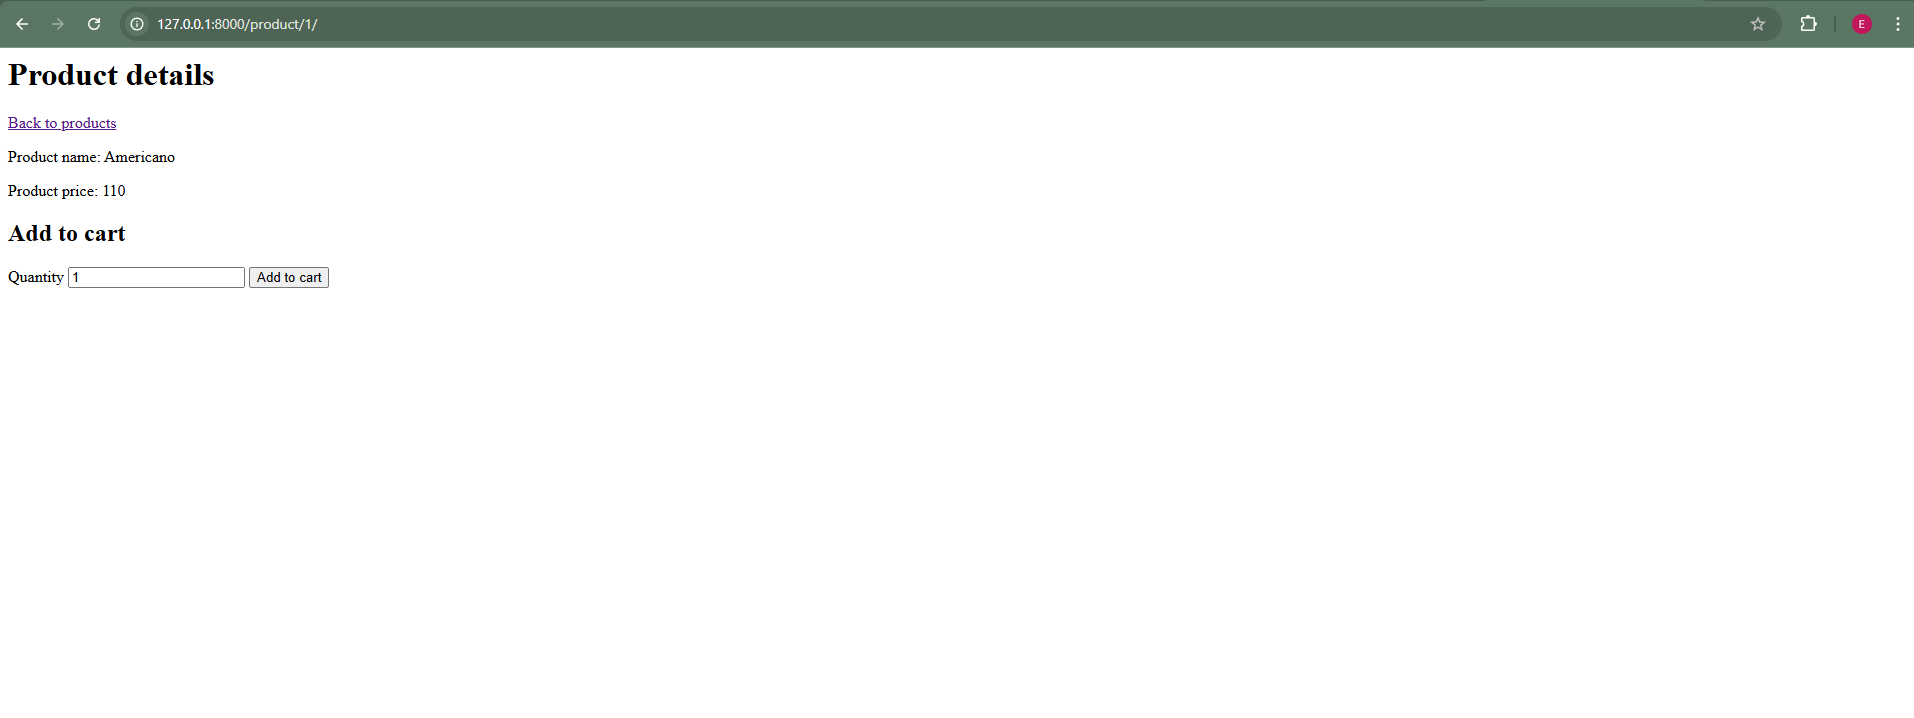 127.0.0.1:8000/product/1/
E
Product details
Back to products
Product name: Americano
Product price: 110
Add to cart
Quantity 1 Add to cart